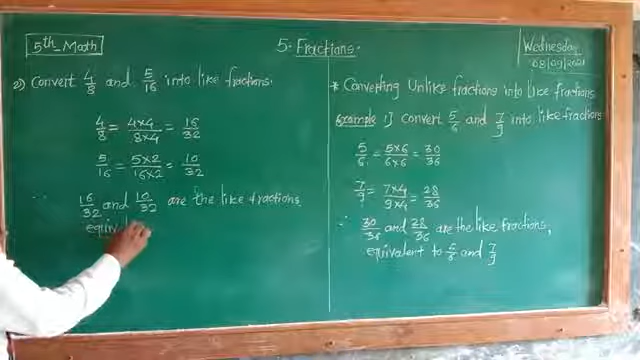 5th Math
5. Fractions
Wednesday
08/09/2021
2) Convert 4/8 and 5/16 into like fractions.
4/8 = 4×4/8×4 = 16/32
5/16 = 5×2/16×2 = 10/32
∴ 16/32 and 10/32 are the like fractions
equiv
* Converting Unlike fractions into Like fractions
Example 1) Convert 5/6 and 7/9 into like fractions
5/6 = 5×6/6×6 = 30/36
7/9 = 7×4/9×4 = 28/36
∴ 30/36 and 28/36 are the like fractions,
equivalent to 5/6 and 7/9